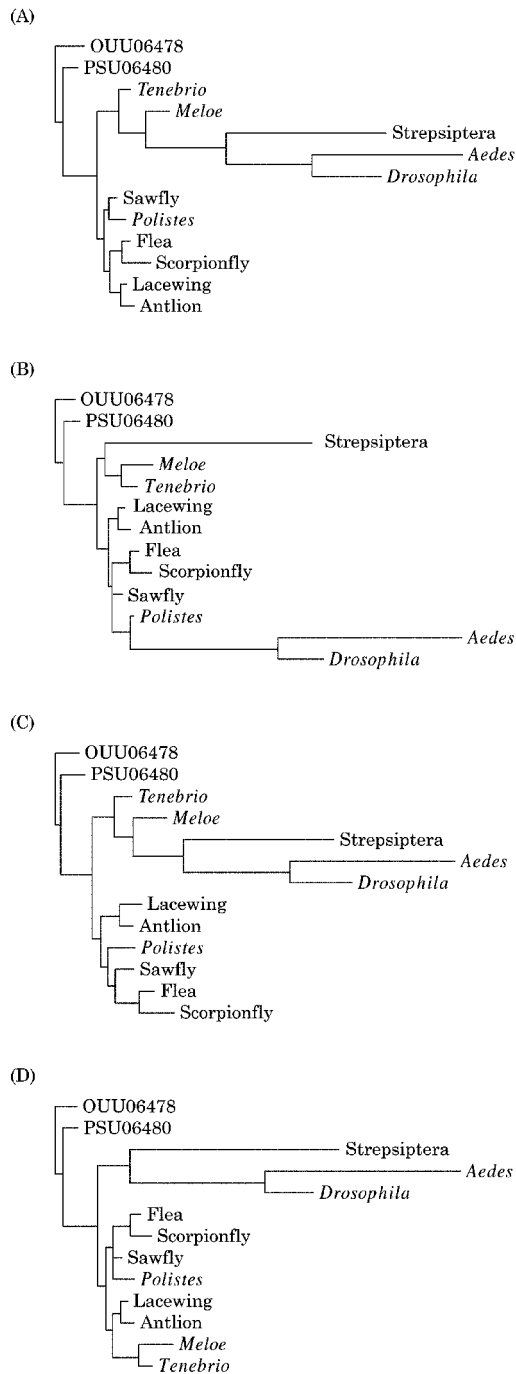 (A)
OUU06478
PSU06480
Tenebrio
Meloe
Strepsiptera
Aedes
Drosophila
Sawfly
Polistes
Flea
Scorpionfly
Lacewing
Antlion
(B)
OUU06478
PSU06480
Strepsiptera
Meloe
Tenebrio
Lacewing
Antlion
Flea
Scorpionfly
Sawfly
Polistes
Aedes
Drosophila
(C)
OUU06478
PSU06480
Tenebrio
Meloe
Strepsiptera
Aedes
Drosophila
Lacewing
Antlion
Polistes
Sawfly
Flea
Scorpionfly
(D)
OUU06478
PSU06480
Strepsiptera
Aedes
Drosophila
Flea
Scorpionfly
Sawfly
Polistes
Lacewing
Antlion
Meloe
Tenebrio